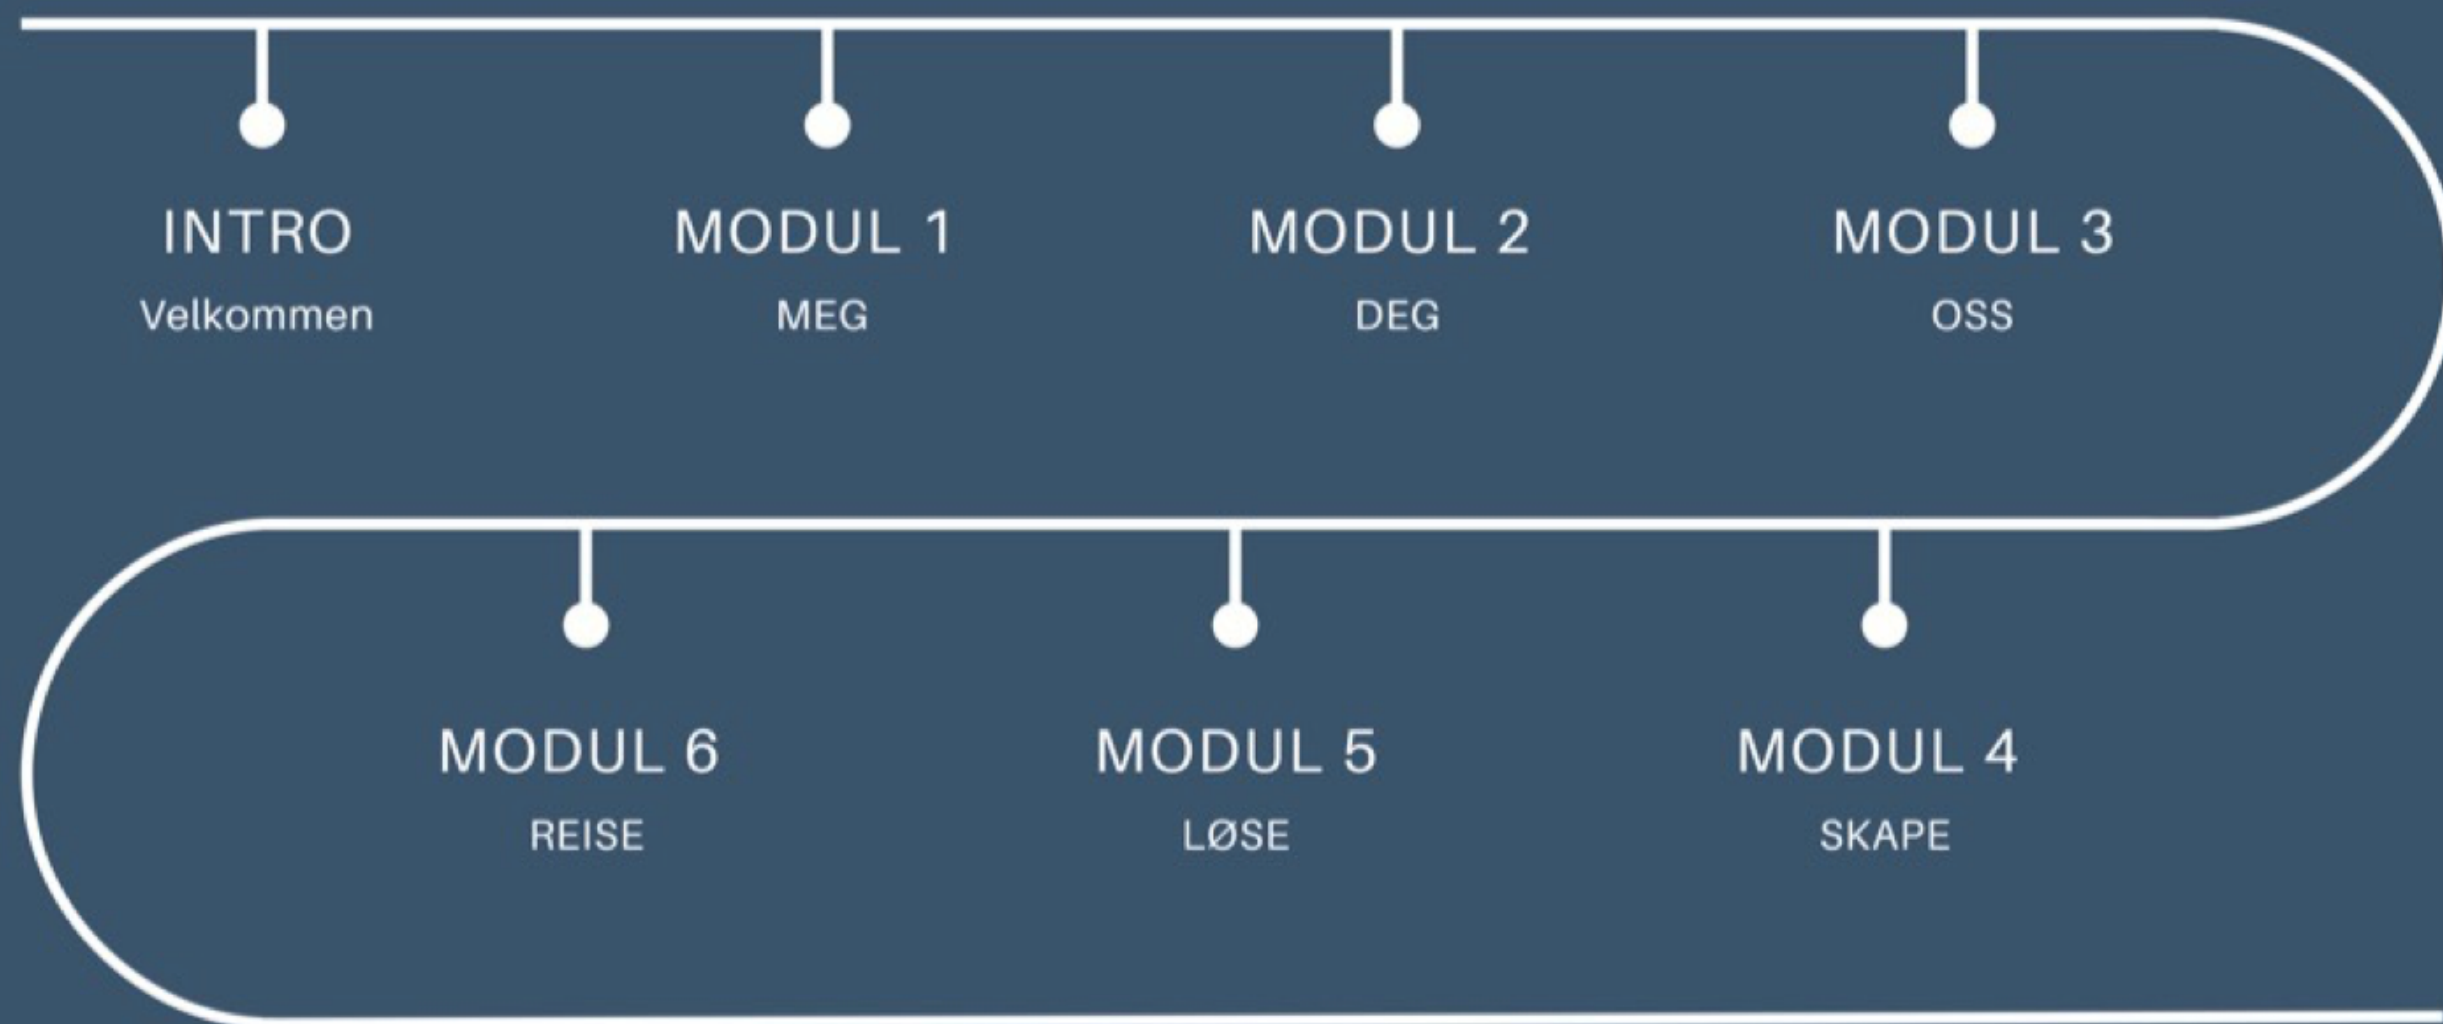 INTRO
Velkommen
MODUL 1
MEG
MODUL 2
DEG
MODUL 3
OSS
MODUL 4
SKAPE
MODUL 5
LØSE
MODUL 6
REISE